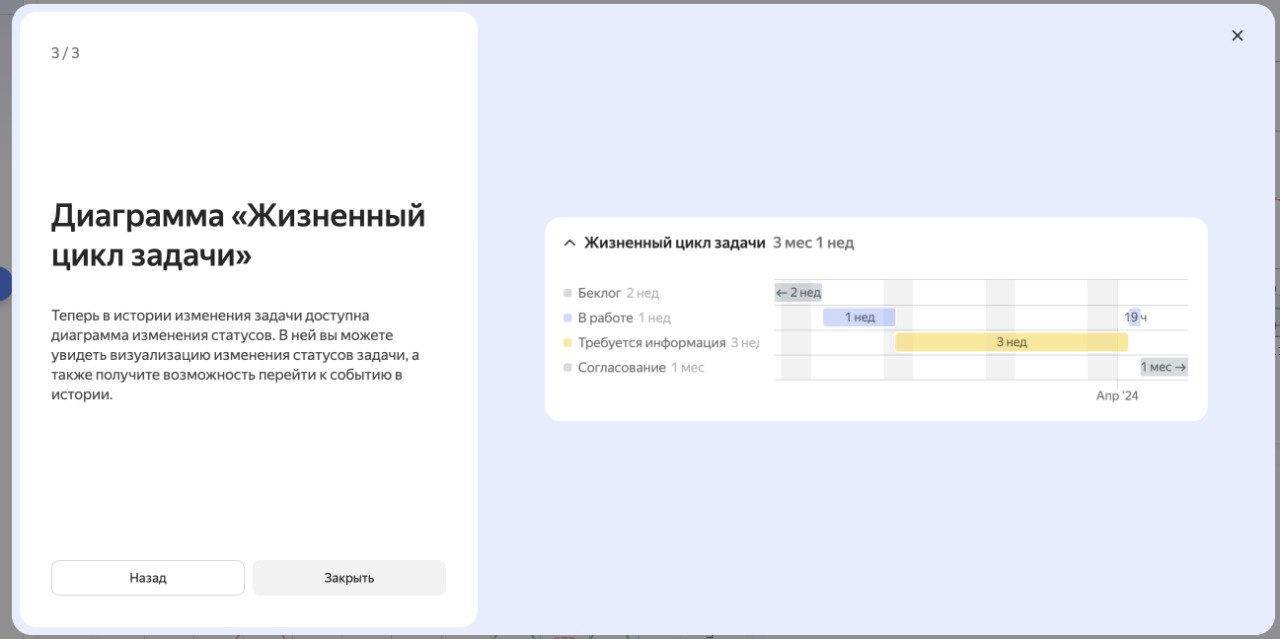 3 / 3
Диаграмма «Жизненный
цикл задачи»
Теперь в истории изменения задачи доступна
диаграмма изменения статусов. В ней вы можете
увидеть визуализацию изменения статусов задачи, а
также получите возможность перейти к событию в
истории.
Назад
Закрыть
Жизненный цикл задачи 3 мес 1 нед
Беклог 2 нед
← 2 нед
В работе 1 нед
1 нед
19 ч
Требуется информация 3 нед
3 нед
Согласование 1 мес
1 мес →
Апр '24